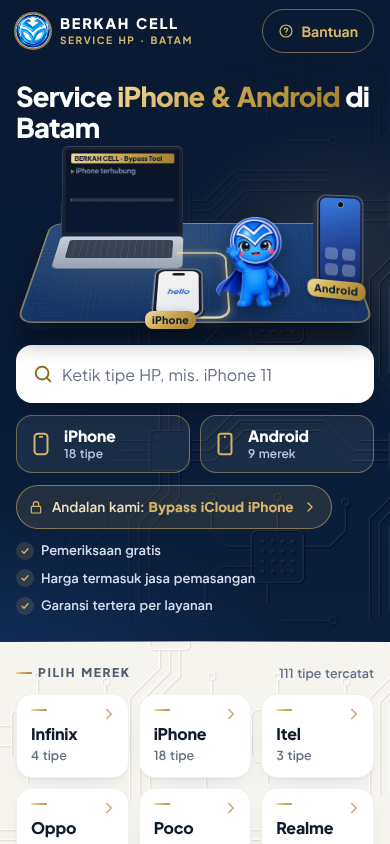 BERKAH CELL
SERVICE HP · BATAM
Bantuan
Service iPhone & Android di
Batam
BERKAH CELL · Bypass Tool
▸ iPhone terhubung
hello
iPhone
Android
Ketik tipe HP, mis. iPhone 11
iPhone
18 tipe
Android
9 merek
Andalan kami: Bypass iCloud iPhone
Pemeriksaan gratis
Harga termasuk jasa pemasangan
Garansi tertera per layanan
PILIH MEREK
111 tipe tercatat
Infinix
4 tipe
iPhone
18 tipe
Itel
3 tipe
Oppo
Poco
Realme